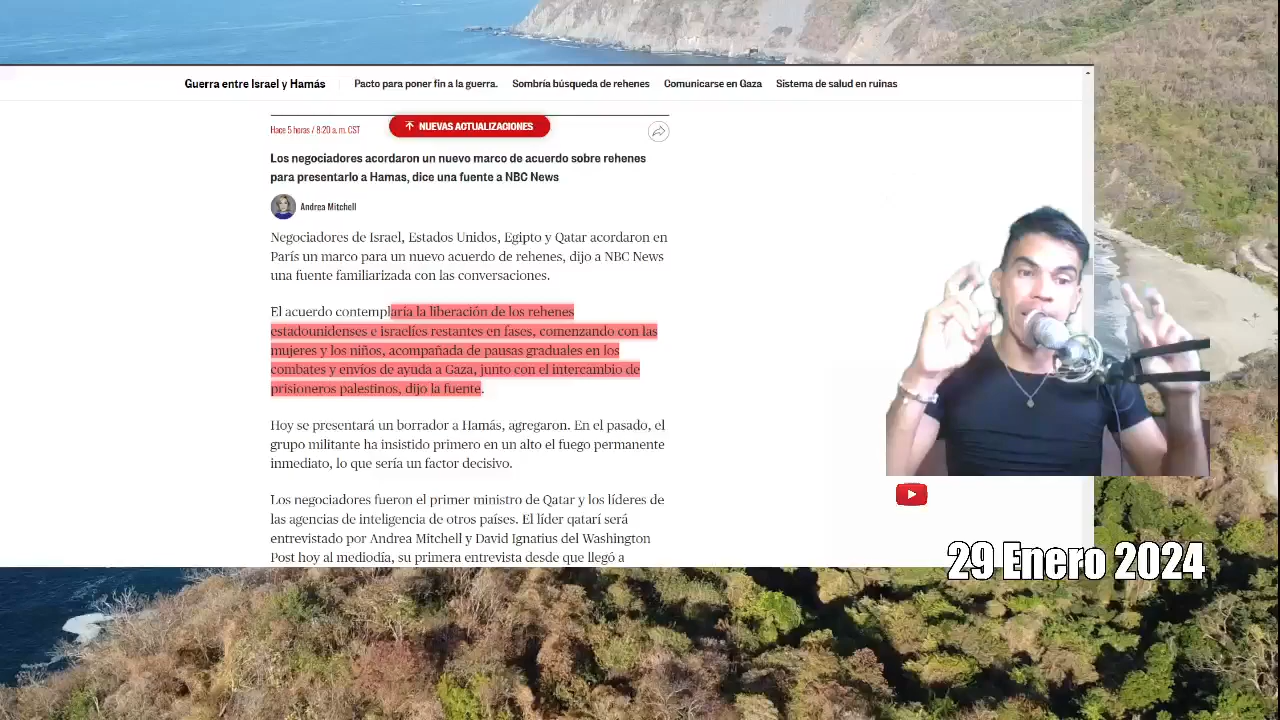 Guerra entre Israel y Hamás
Pacto para poner fin a la guerra.
Sombría búsqueda de rehenes
Comunicarse en Gaza
Sistema de salud en ruinas
Hace 5 horas / 8:20 a. m. CST
NUEVAS ACTUALIZACIONES
Los negociadores acordaron un nuevo marco de acuerdo sobre rehenes
para presentarlo a Hamas, dice una fuente a NBC News
Andrea Mitchell
Negociadores de Israel, Estados Unidos, Egipto y Qatar acordaron en
París un marco para un nuevo acuerdo de rehenes, dijo a NBC News
una fuente familiarizada con las conversaciones.
El acuerdo contemplaría la liberación de los rehenes
estadounidenses e israelíes restantes en fases, comenzando con las
mujeres y los niños, acompañada de pausas graduales en los
combates y envíos de ayuda a Gaza, junto con el intercambio de
prisioneros palestinos, dijo la fuente.
Hoy se presentará un borrador a Hamás, agregaron. En el pasado, el
grupo militante ha insistido primero en un alto el fuego permanente
inmediato, lo que sería un factor decisivo.
Los negociadores fueron el primer ministro de Qatar y los líderes de
las agencias de inteligencia de otros países. El líder qatarí será
entrevistado por Andrea Mitchell y David Ignatius del Washington
Post hoy al mediodía, su primera entrevista desde que llegó a
29 Enero 2024